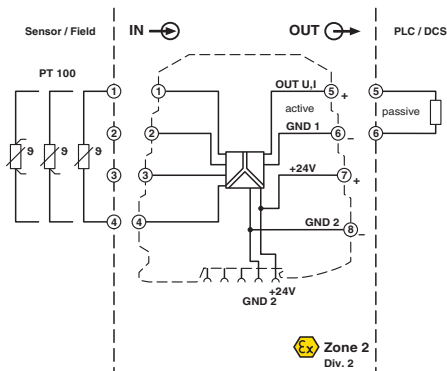 Sensor / Field
IN
OUT
PLC / DCS
PT 100
OUT U,I
active
GND 1
+24V
GND 2
passive
1
2
3
4
ϑ
ϑ
ϑ
1
2
3
4
5
+
6
−
7
+
8
−
5
6
+24V
GND 2
Ex
Zone 2
Div. 2